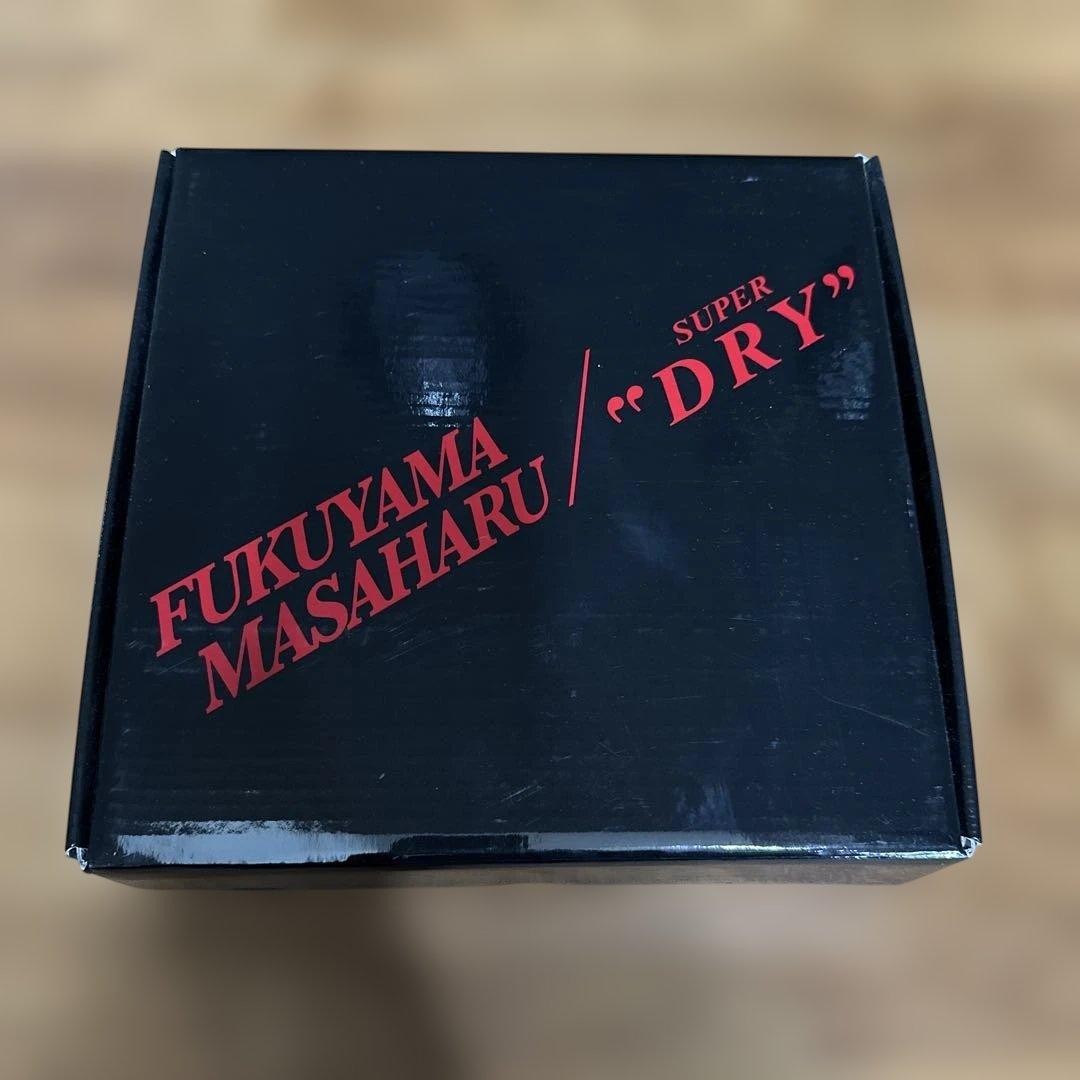 FUKUYAMA
MASAHARU
/
SUPER
“DRY”